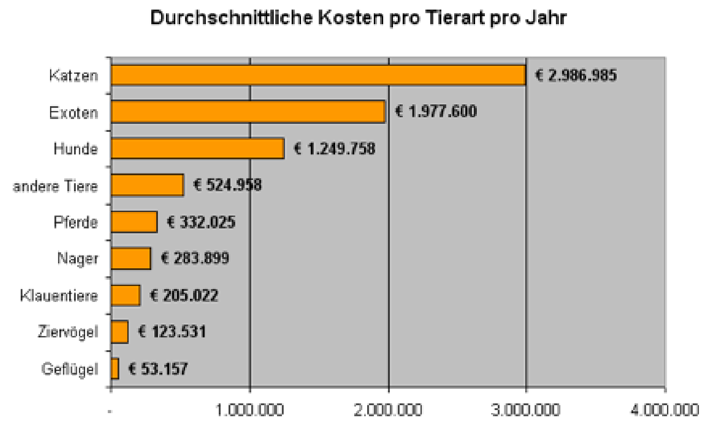 Durchschnittliche Kosten pro Tierart pro Jahr
Katzen € 2.986.985
Exoten € 1.977.600
Hunde € 1.249.758
andere Tiere € 524.958
Pferde € 332.025
Nager € 283.899
Klauentiere € 205.022
Ziervögel € 123.531
Geflügel € 53.157
- 1.000.000 2.000.000 3.000.000 4.000.000